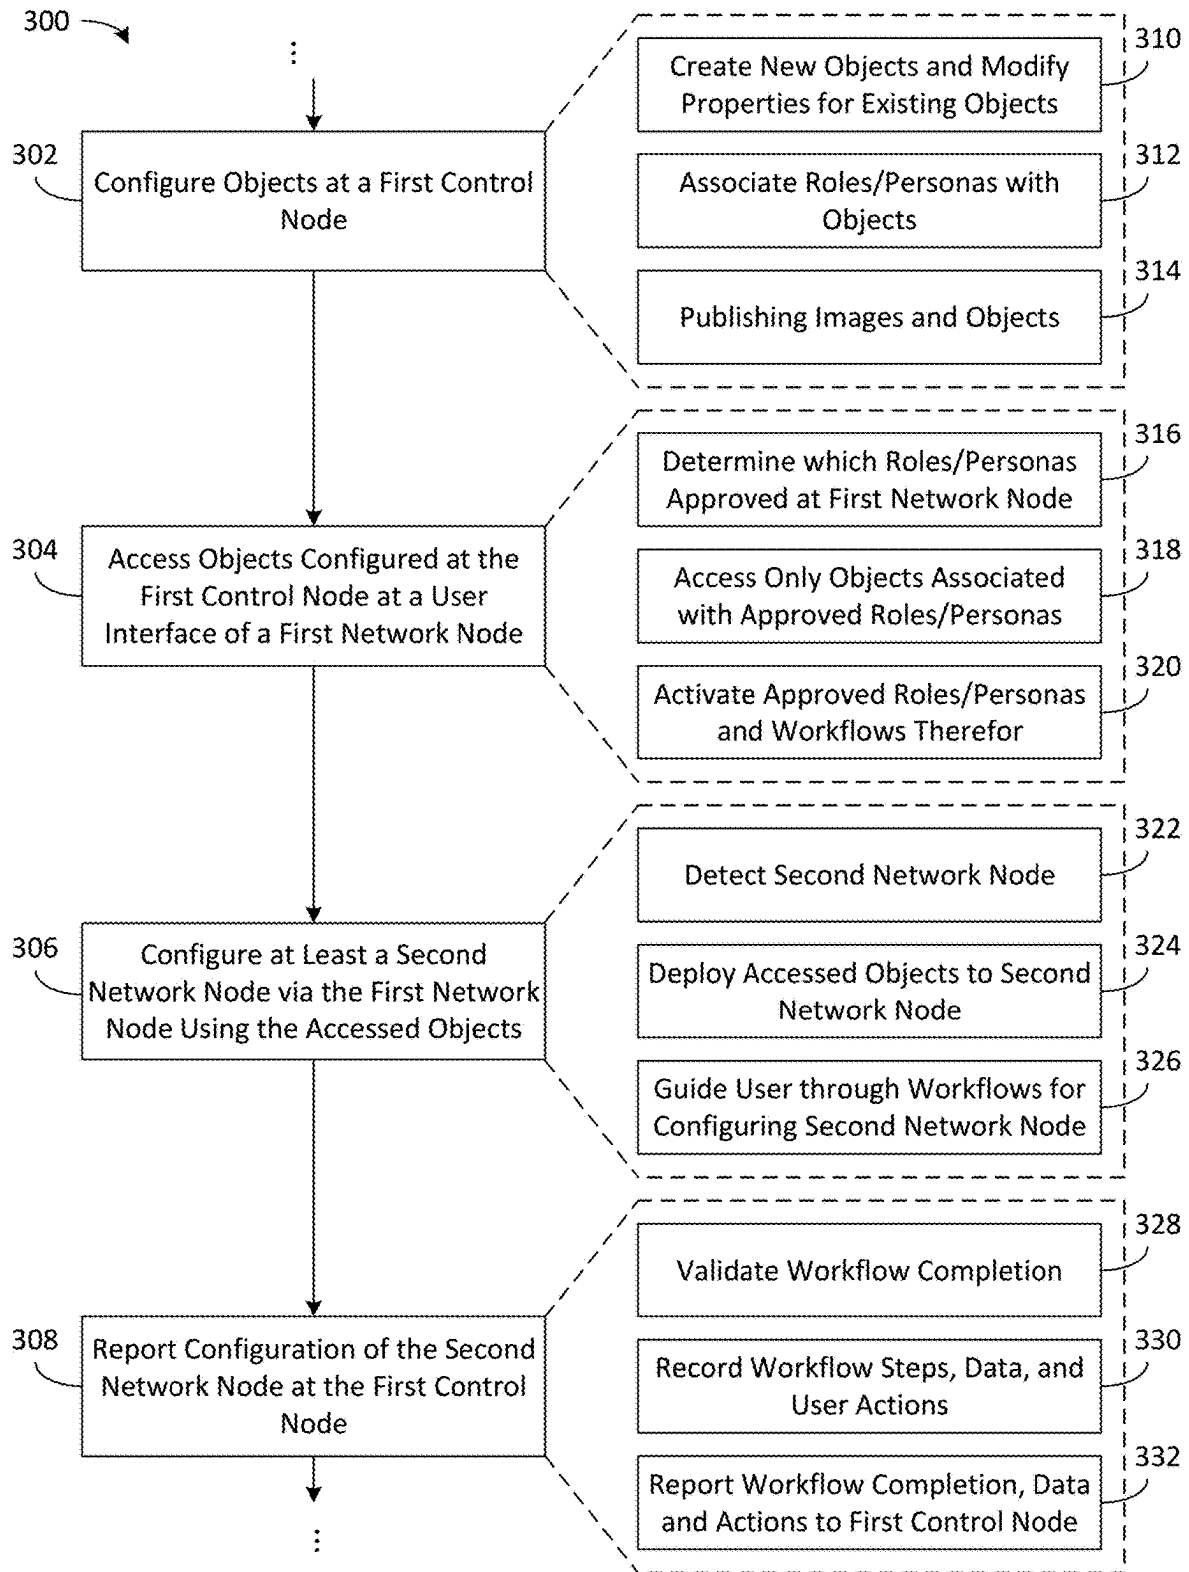 300
302
Configure Objects at a First Control
Node
310
Create New Objects and Modify
Properties for Existing Objects
312
Associate Roles/Personas with
Objects
314
Publishing Images and Objects
304
Access Objects Configured at the
First Control Node at a User
Interface of a First Network Node
316
Determine which Roles/Personas
Approved at First Network Node
318
Access Only Objects Associated
with Approved Roles/Personas
320
Activate Approved Roles/Personas
and Workflows Therefor
306
Configure at Least a Second
Network Node via the First Network
Node Using the Accessed Objects
322
Detect Second Network Node
324
Deploy Accessed Objects to Second
Network Node
326
Guide User through Workflows for
Configuring Second Network Node
308
Report Configuration of the Second
Network Node at the First Control
Node
328
Validate Workflow Completion
330
Record Workflow Steps, Data, and
User Actions
332
Report Workflow Completion, Data
and Actions to First Control Node